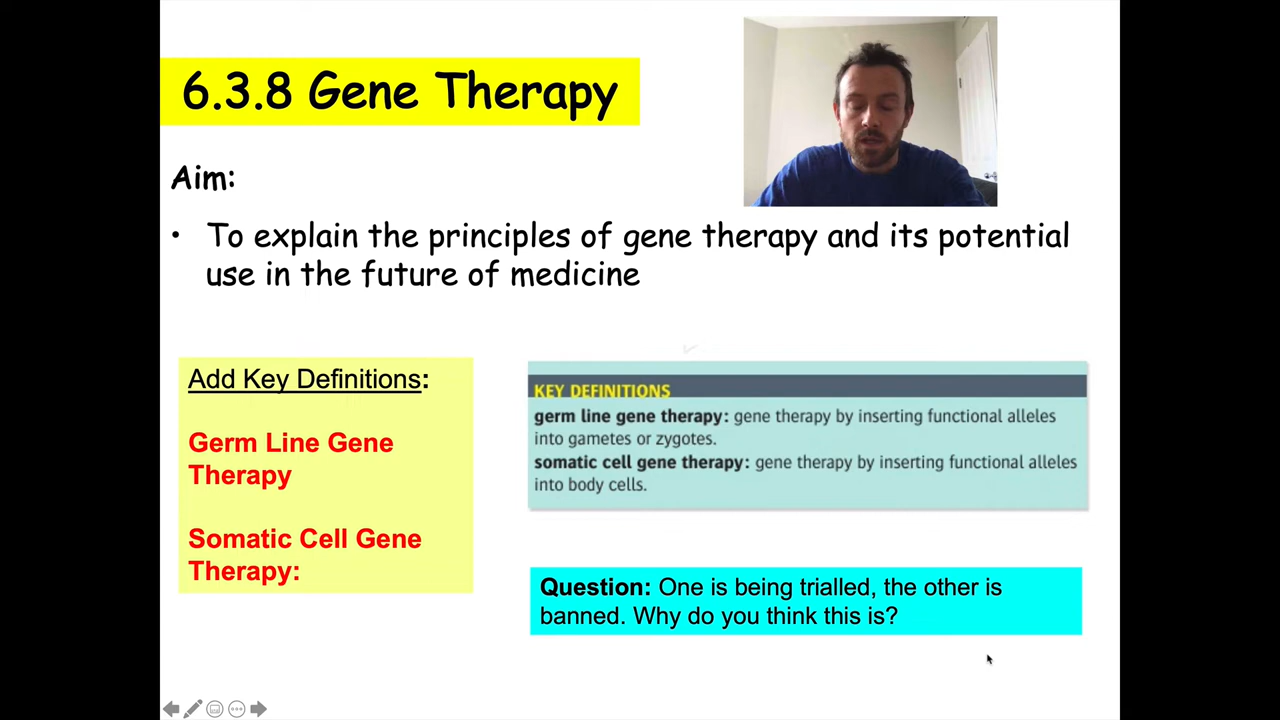 6.3.8 Gene Therapy
Aim:
• To explain the principles of gene therapy and its potential
use in the future of medicine
Add Key Definitions:
Germ Line Gene
Therapy
Somatic Cell Gene
Therapy:
KEY DEFINITIONS
germ line gene therapy: gene therapy by inserting functional alleles
into gametes or zygotes.
somatic cell gene therapy: gene therapy by inserting functional alleles
into body cells.
Question: One is being trialled, the other is
banned. Why do you think this is?